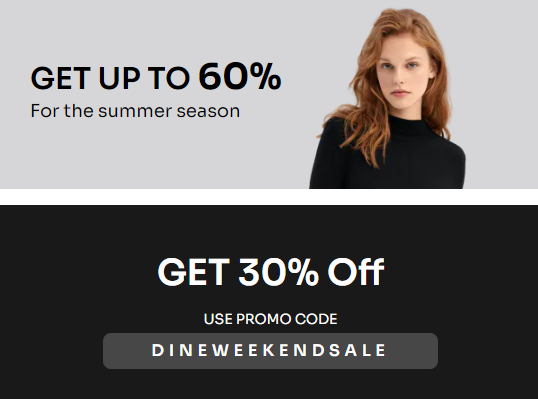 GET UP TO 60%
For the summer season
GET 30% Off
USE PROMO CODE
DINEWEEKENDSALE